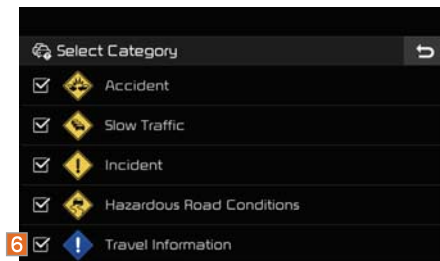 Select Category
Accident
Slow Traffic
Incident
Hazardous Road Conditions
6 Travel Information